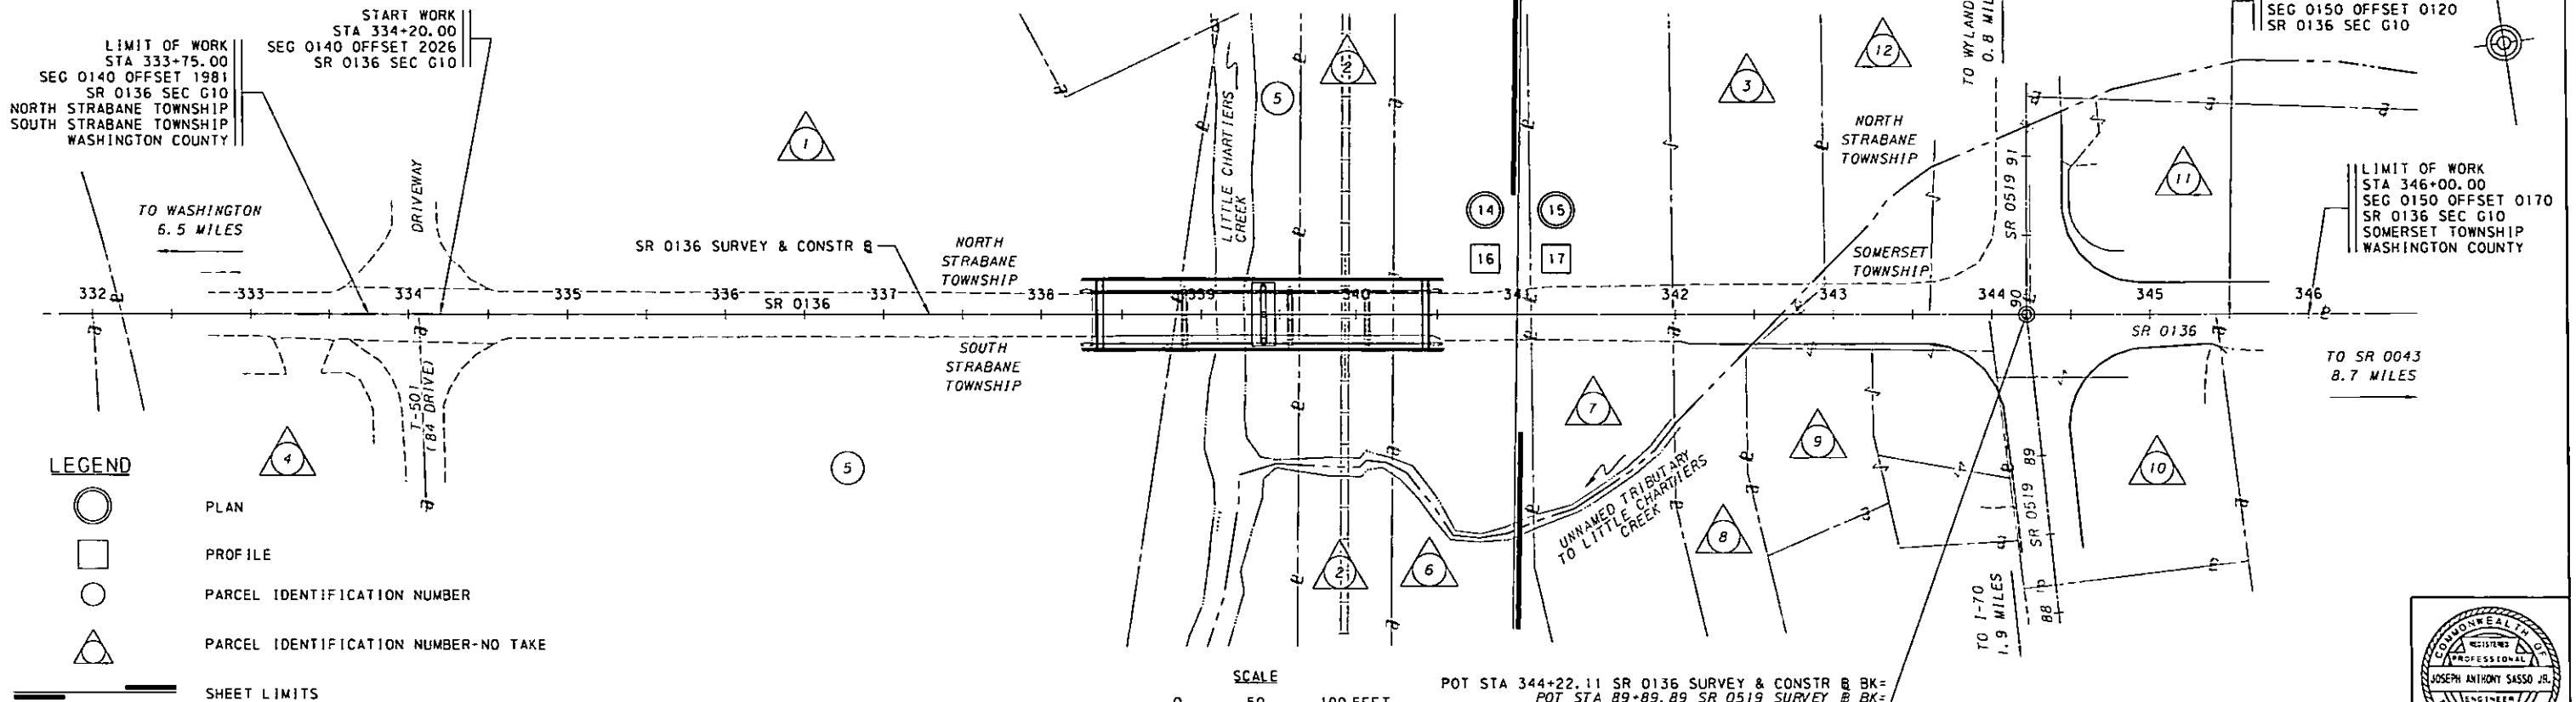 START WORK
STA 334+20.00
SEG 0140 OFFSET 2026
SR 0136 SEC G10
LIMIT OF WORK
STA 333+75.00
SEG 0140 OFFSET 1981
SR 0136 SEC G10
NORTH STRABANE TOWNSHIP
SOUTH STRABANE TOWNSHIP
WASHINGTON COUNTY
TO WASHINGTON
6.5 MILES
DRIVEWAY
1
SR 0136 SURVEY & CONSTR B
NORTH
STRABANE
TOWNSHIP
LITTLE CHARTIERS
CREEK
5
2
14
15
16
17
3
12
TO WYLAND
0.8 MIL
NORTH
STRABANE
TOWNSHIP
SOMERSET
TOWNSHIP
SR 0519 91
11
SEG 0150 OFFSET 0120
SR 0136 SEC G10
LIMIT OF WORK
STA 346+00.00
SEG 0150 OFFSET 0170
SR 0136 SEC G10
SOMERSET TOWNSHIP
WASHINGTON COUNTY
332 333 334 335 336 337 338 339 340 341 342 343 344 345 346
SR 0136
90
SR 0136
SOUTH
STRABANE
TOWNSHIP
TO SR 0043
8.7 MILES
T-501
(84 DRIVE)
4
5
2
6
7
8
9
10
UNNAMED TRIBUTARY
TO LITTLE CHARTIERS
CREEK
SR 0519 89
88
TO I-70
1.9 MILES
LEGEND
PLAN
PROFILE
PARCEL IDENTIFICATION NUMBER
PARCEL IDENTIFICATION NUMBER-NO TAKE
SHEET LIMITS
SCALE
0 50 100 FEET
POT STA 344+22.11 SR 0136 SURVEY & CONSTR B BK=
POT STA 89+89.89 SR 0519 SURVEY B BK=
COMMONWEALTH OF
REGISTERED
PROFESSIONAL
JOSEPH ANTHONY SASSO JR.
ENGINEER